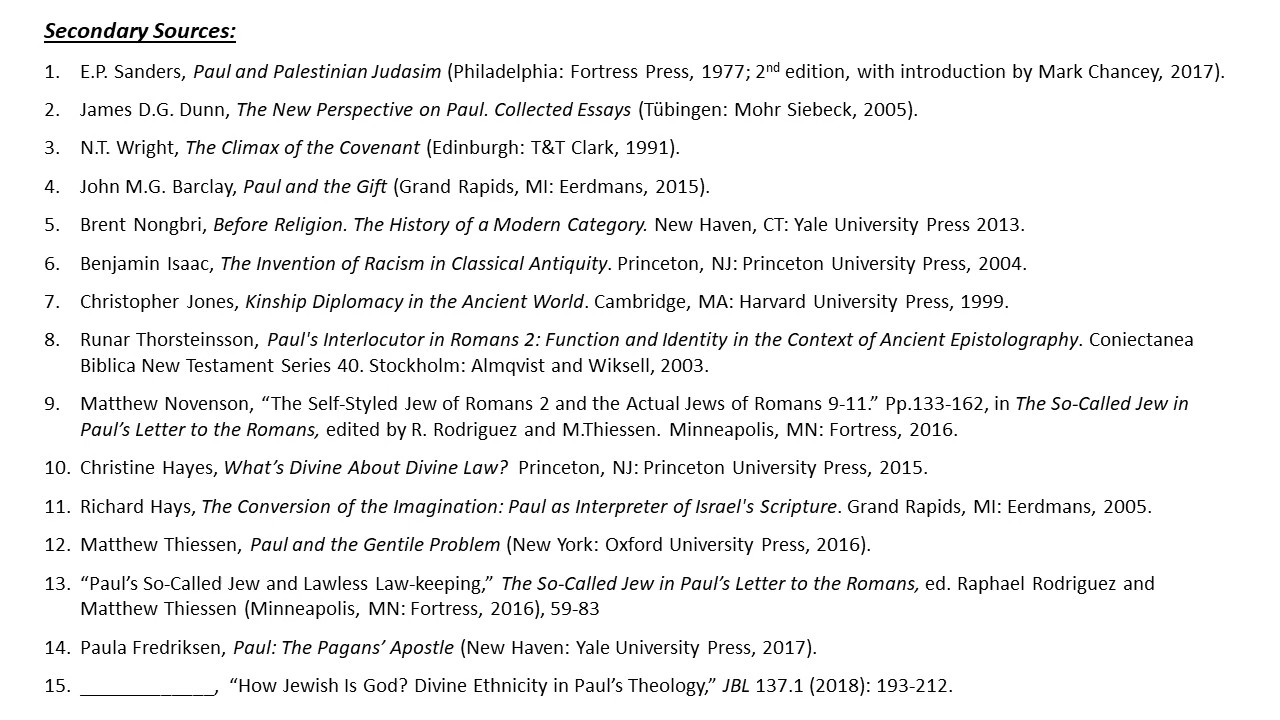 Secondary Sources:
1. E.P. Sanders, Paul and Palestinian Judasim (Philadelphia: Fortress Press, 1977; 2nd edition, with introduction by Mark Chancey, 2017).
2. James D.G. Dunn, The New Perspective on Paul. Collected Essays (Tübingen: Mohr Siebeck, 2005).
3. N.T. Wright, The Climax of the Covenant (Edinburgh: T&T Clark, 1991).
4. John M.G. Barclay, Paul and the Gift (Grand Rapids, MI: Eerdmans, 2015).
5. Brent Nongbri, Before Religion. The History of a Modern Category. New Haven, CT: Yale University Press 2013.
6. Benjamin Isaac, The Invention of Racism in Classical Antiquity. Princeton, NJ: Princeton University Press, 2004.
7. Christopher Jones, Kinship Diplomacy in the Ancient World. Cambridge, MA: Harvard University Press, 1999.
8. Runar Thorsteinsson, Paul's Interlocutor in Romans 2: Function and Identity in the Context of Ancient Epistolography. Coniectanea
Biblica New Testament Series 40. Stockholm: Almqvist and Wiksell, 2003.
9. Matthew Novenson, “The Self-Styled Jew of Romans 2 and the Actual Jews of Romans 9-11.” Pp.133-162, in The So-Called Jew in
Paul’s Letter to the Romans, edited by R. Rodriguez and M.Thiessen. Minneapolis, MN: Fortress, 2016.
10. Christine Hayes, What’s Divine About Divine Law? Princeton, NJ: Princeton University Press, 2015.
11. Richard Hays, The Conversion of the Imagination: Paul as Interpreter of Israel's Scripture. Grand Rapids, MI: Eerdmans, 2005.
12. Matthew Thiessen, Paul and the Gentile Problem (New York: Oxford University Press, 2016).
13. “Paul’s So-Called Jew and Lawless Law-keeping,” The So-Called Jew in Paul’s Letter to the Romans, ed. Raphael Rodriguez and
Matthew Thiessen (Minneapolis, MN: Fortress, 2016), 59-83
14. Paula Fredriksen, Paul: The Pagans’ Apostle (New Haven: Yale University Press, 2017).
15. _____________, “How Jewish Is God? Divine Ethnicity in Paul’s Theology,” JBL 137.1 (2018): 193-212.